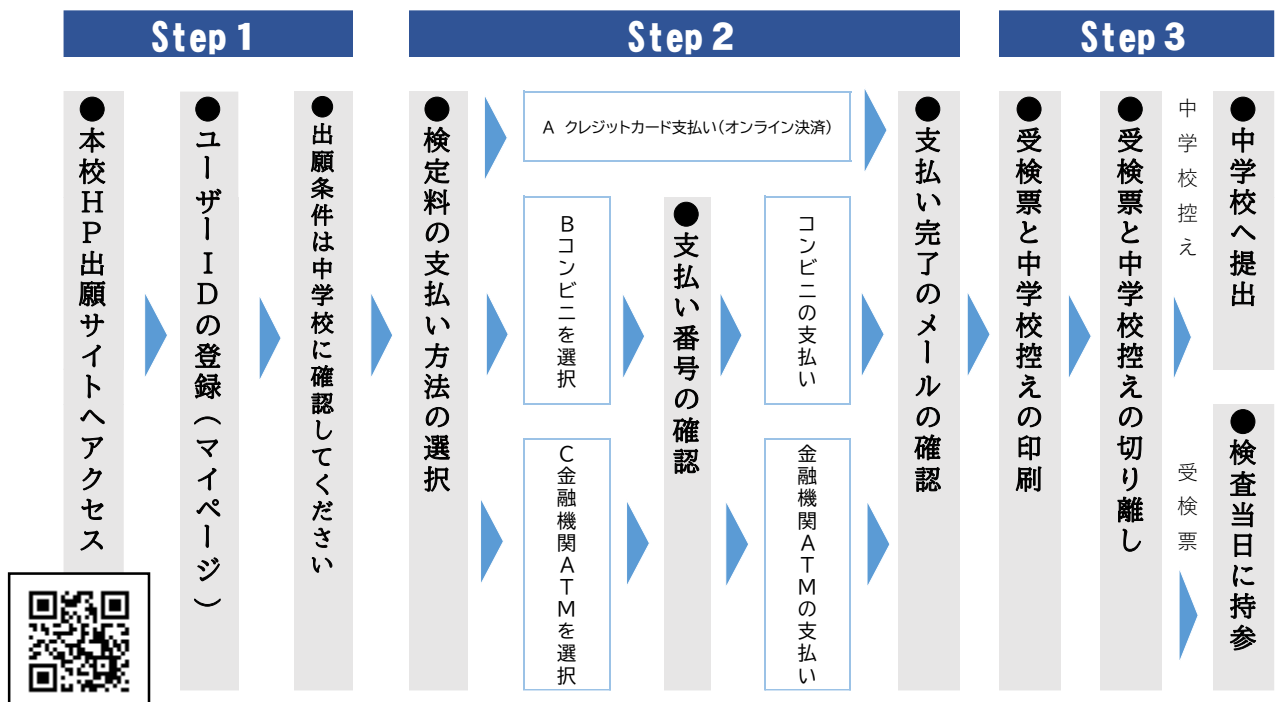 Step 1
Step 2
Step 3
●本校HP出願サイトへアクセス
●ユーザーIDの登録（マイページ）
●出願条件は中学校に確認してください
●検定料の支払い方法の選択
A クレジットカード支払い(オンライン決済)
Bコンビニを選択
C金融機関ATMを選択
●支払い番号の確認
コンビニの支払い
金融機関ATMの支払い
●支払い完了のメールの確認
●受検票と中学校控えの印刷
●受検票と中学校控えの切り離し
中学校控え
●中学校へ提出
受検票
●検査当日に持参